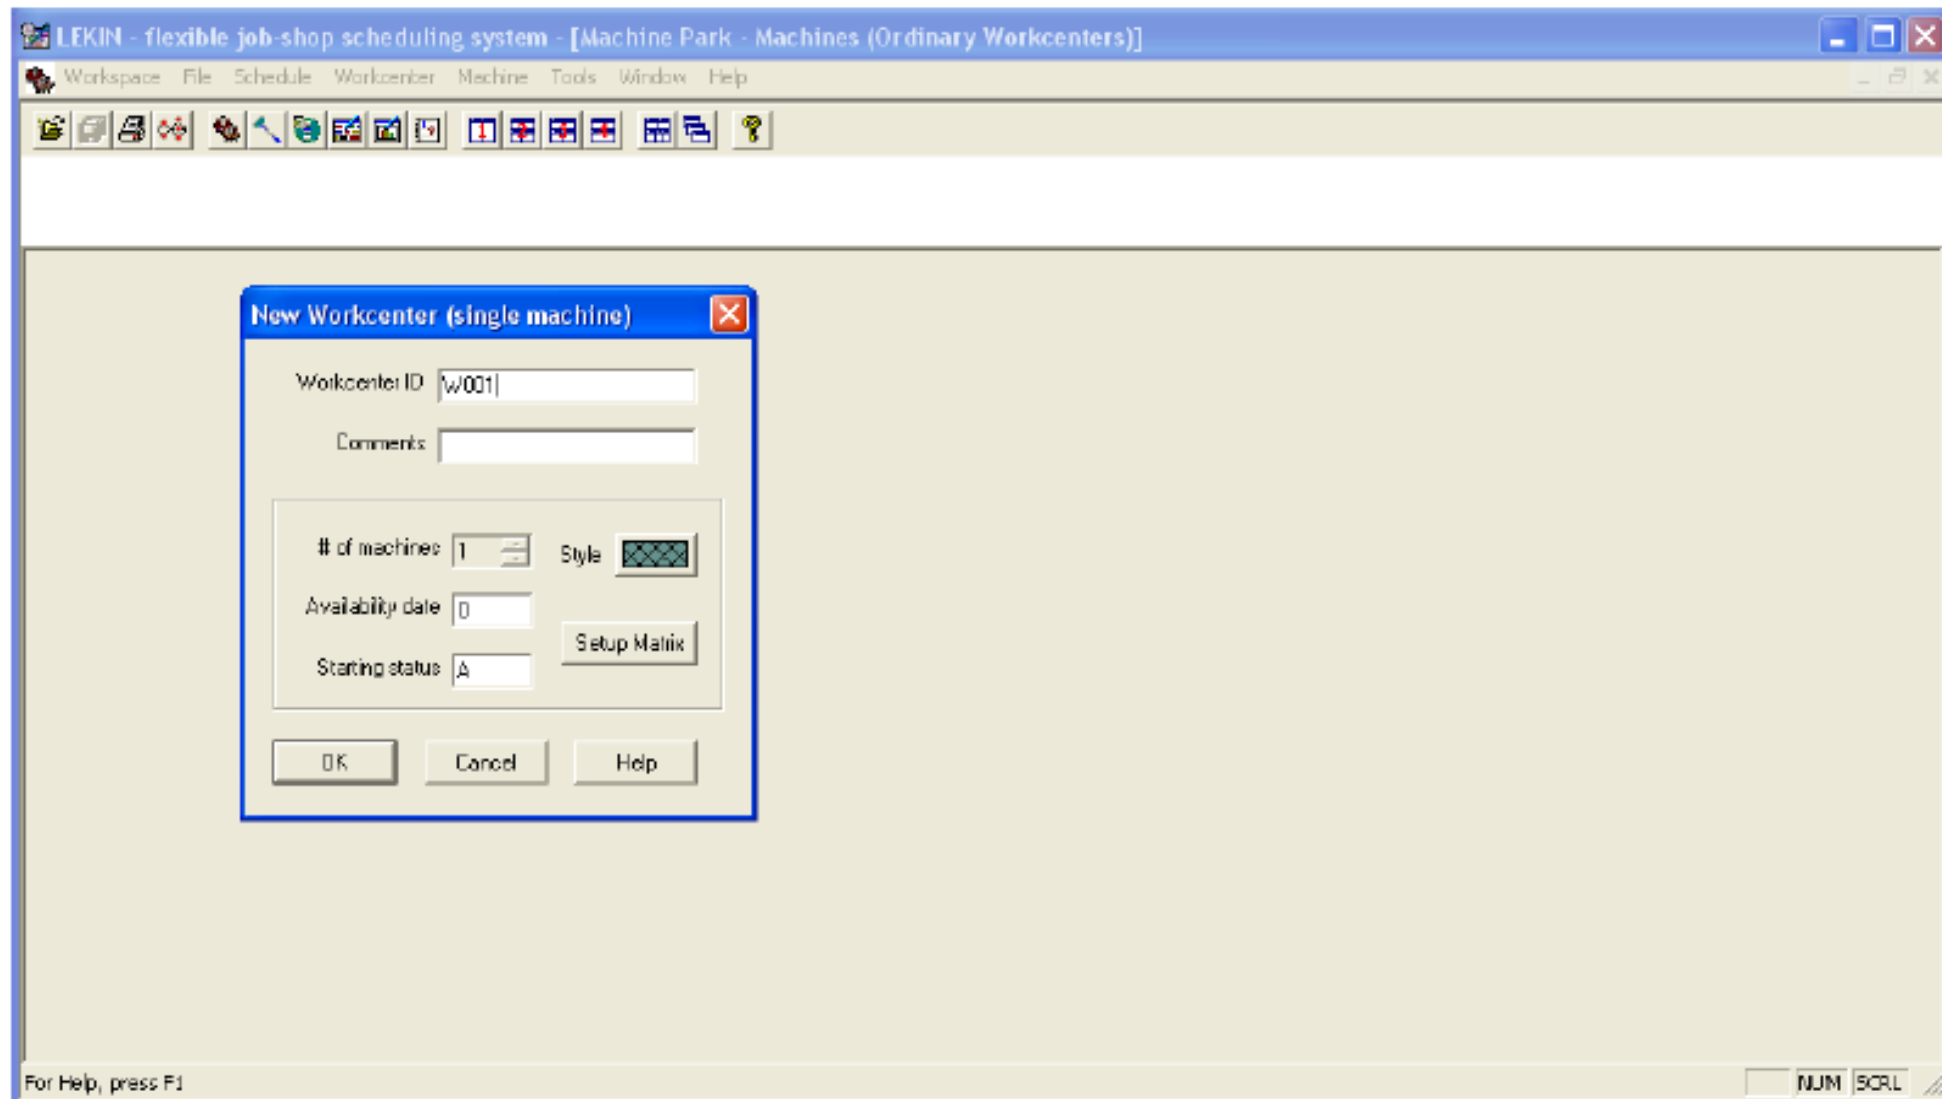 LEKIN - flexible job-shop scheduling system - [Machine Park - Machines (Ordinary Workcenters)]
Workspace File Schedule Workcenter Machine Tools Window Help
New Workcenter (single machine)
Workcenter ID W001
Comments
# of machines 1 Style
Availability date 0
Setup Matrix
Starting status A
OK Cancel Help
For Help, press F1 NUM SCRL